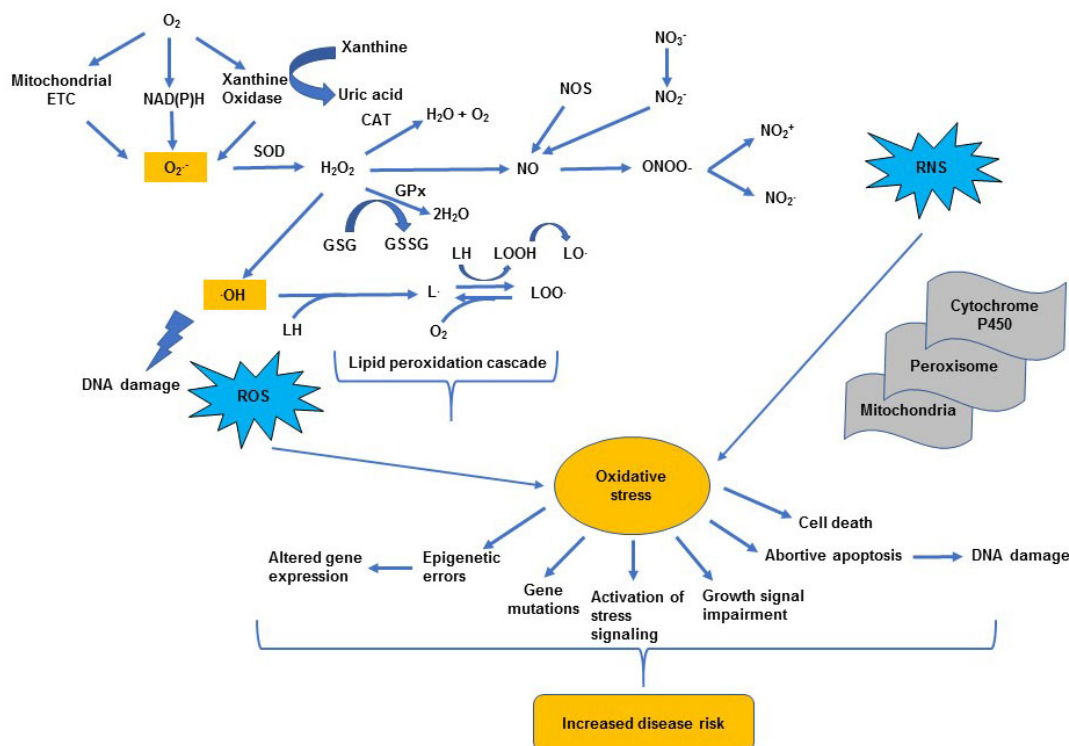 O₂
Mitochondrial
ETC
NAD(P)H
Xanthine
Oxidase
Xanthine
Uric acid
O₂·-
SOD
H₂O₂
CAT
H₂O + O₂
GPx
2H₂O
GSG
GSSG
NOS
NO₃-
NO₂-
NO
ONOO-
NO₂+
NO₂·
RNS
·OH
LH
L·
O₂
LH
LOOH
LO·
LOO·
Lipid peroxidation cascade
DNA damage
ROS
Cytochrome
P450
Peroxisome
Mitochondria
Oxidative
stress
Altered gene
expression
Epigenetic
errors
Gene
mutations
Activation of
stress
signaling
Growth signal
impairment
Cell death
Abortive apoptosis
DNA damage
Increased disease risk